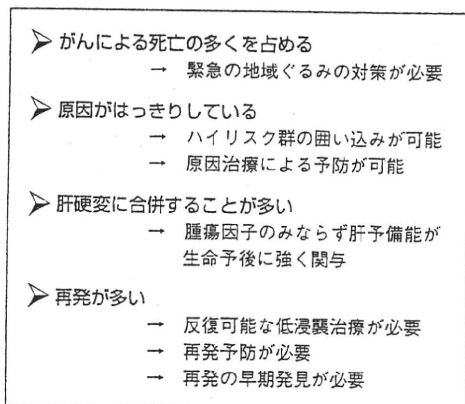 ➢ がんによる死亡の多くを占める
→ 緊急の地域ぐるみの対策が必要
➢ 原因がはっきりしている
→ ハイリスク群の囲い込みが可能
→ 原因治療による予防が可能
➢ 肝硬変に合併することが多い
→ 腫瘍因子のみならず肝予備能が
生命予後に強く関与
➢ 再発が多い
→ 反復可能な低浸襲治療が必要
→ 再発予防が必要
→ 再発の早期発見が必要